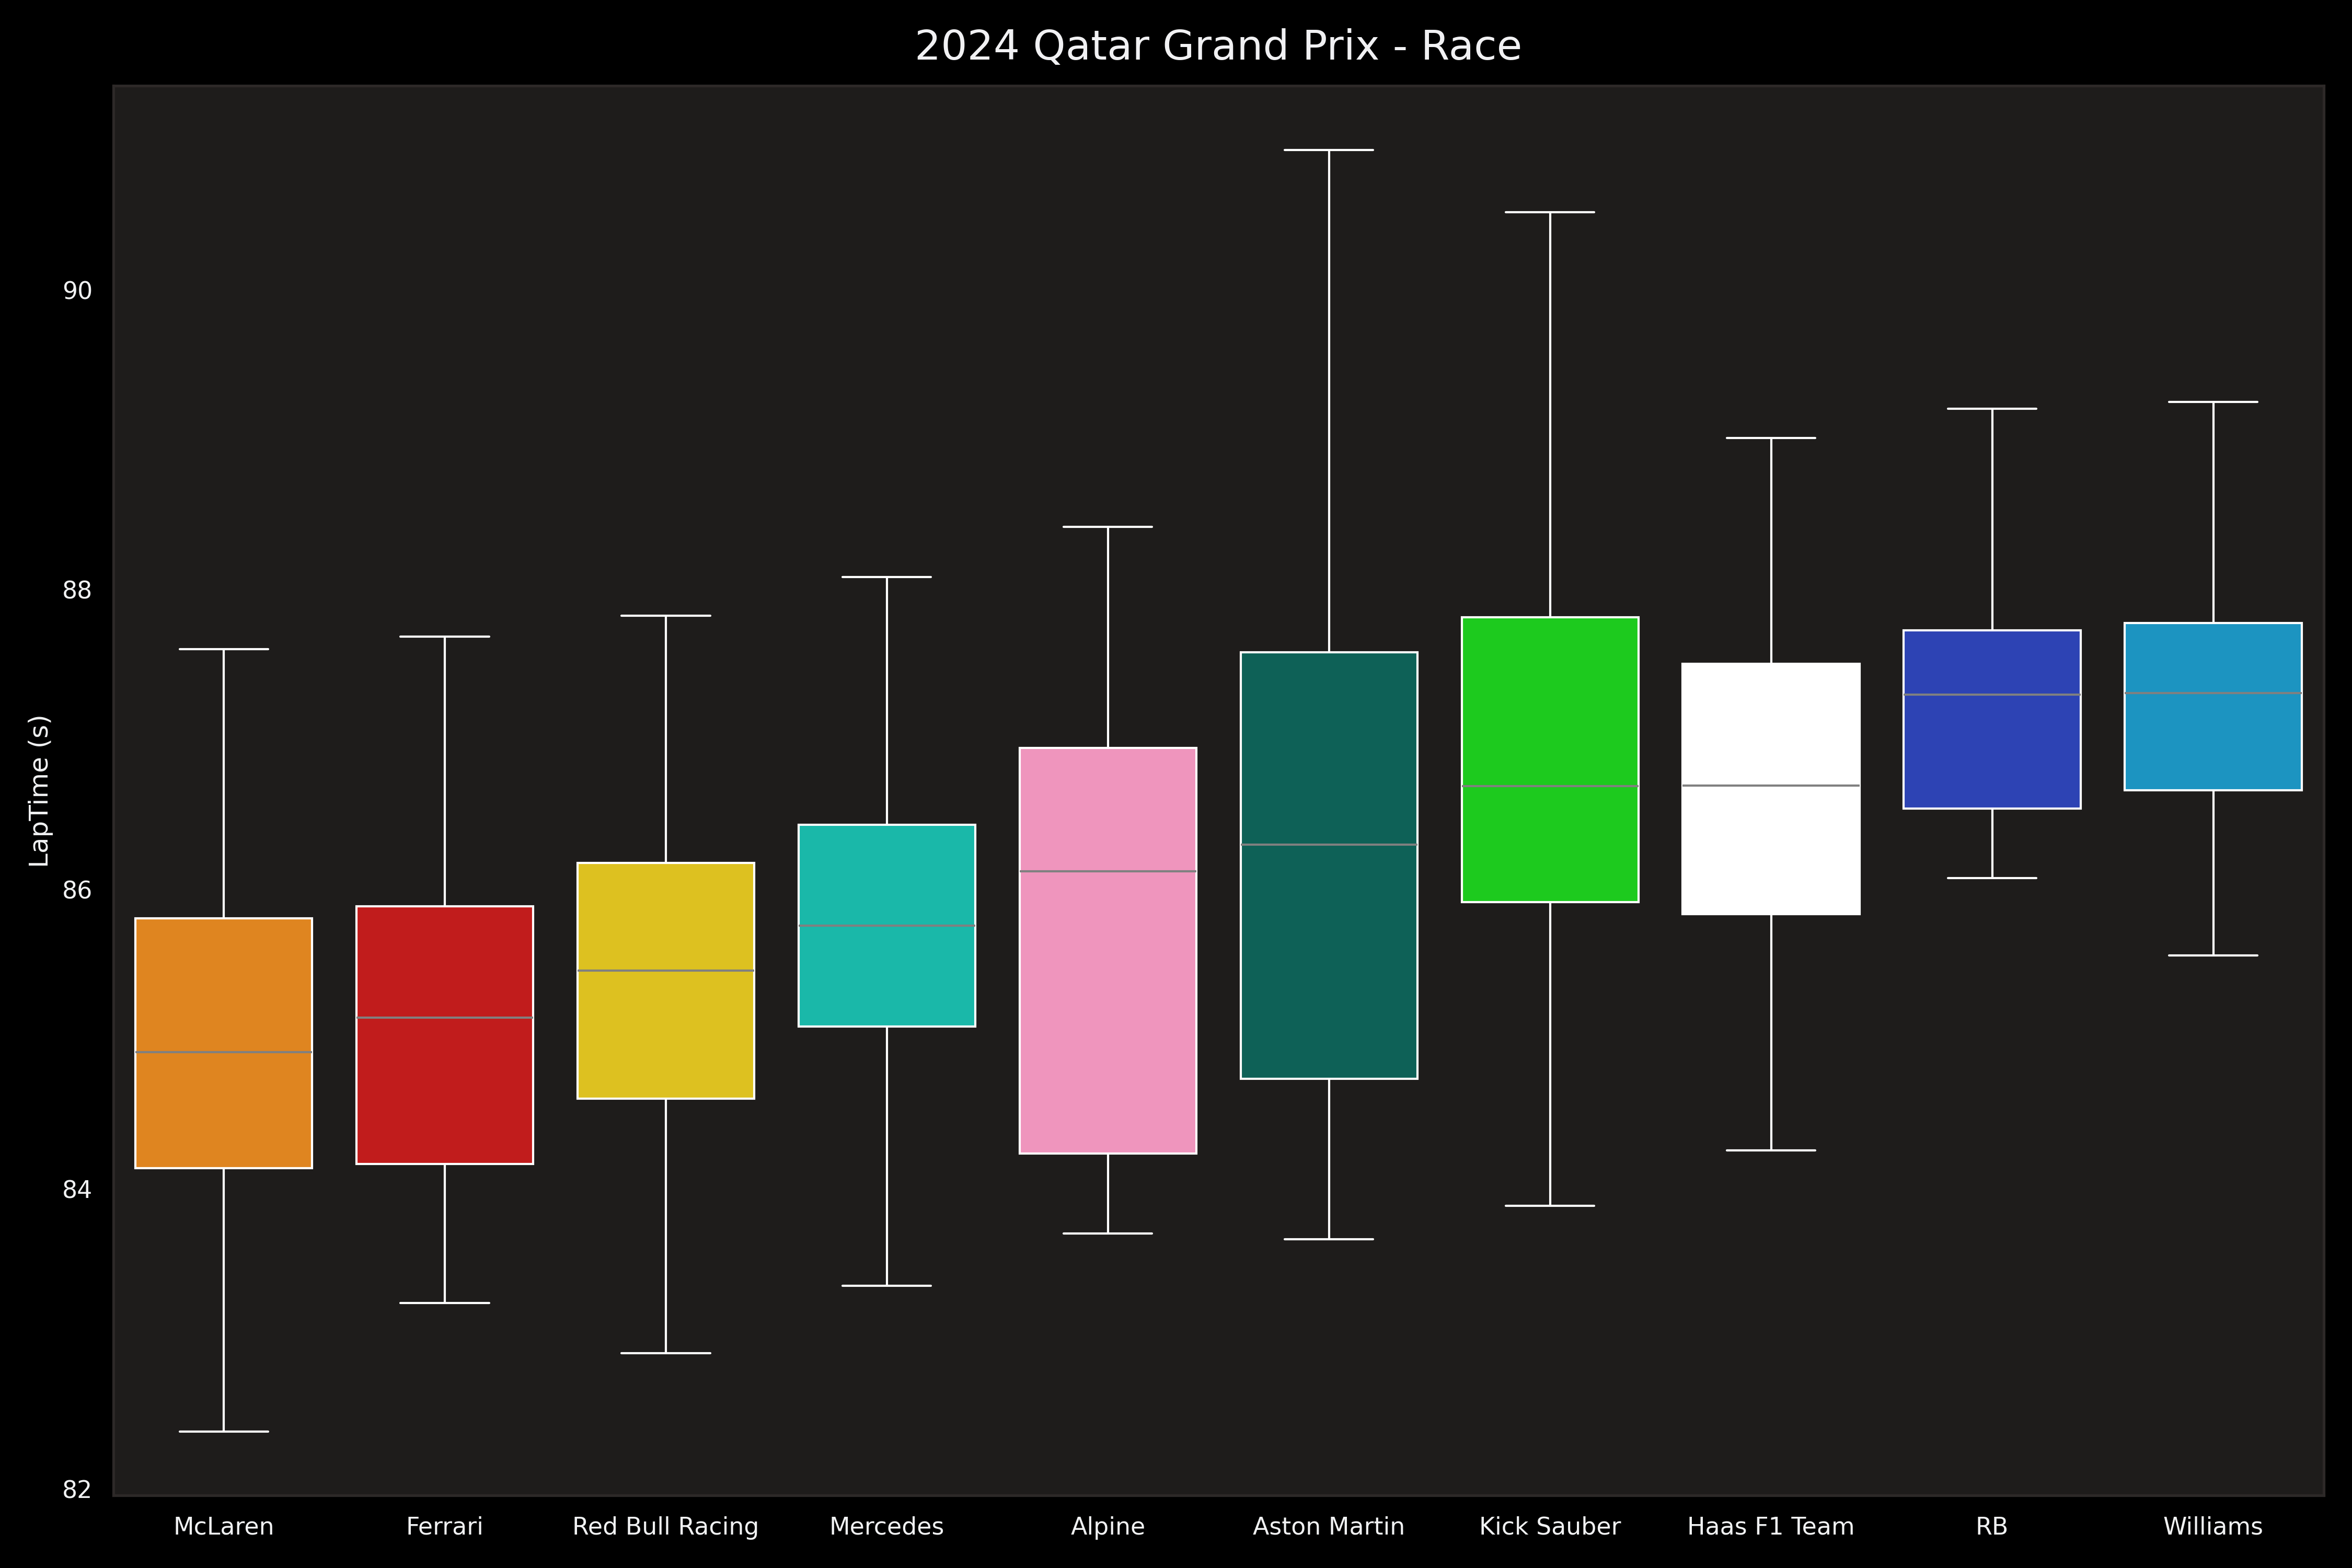 2024 Qatar Grand Prix - Race
LapTime (s)
90
88
86
84
82
McLaren Ferrari Red Bull Racing Mercedes Alpine Aston Martin Kick Sauber Haas F1 Team RB Williams